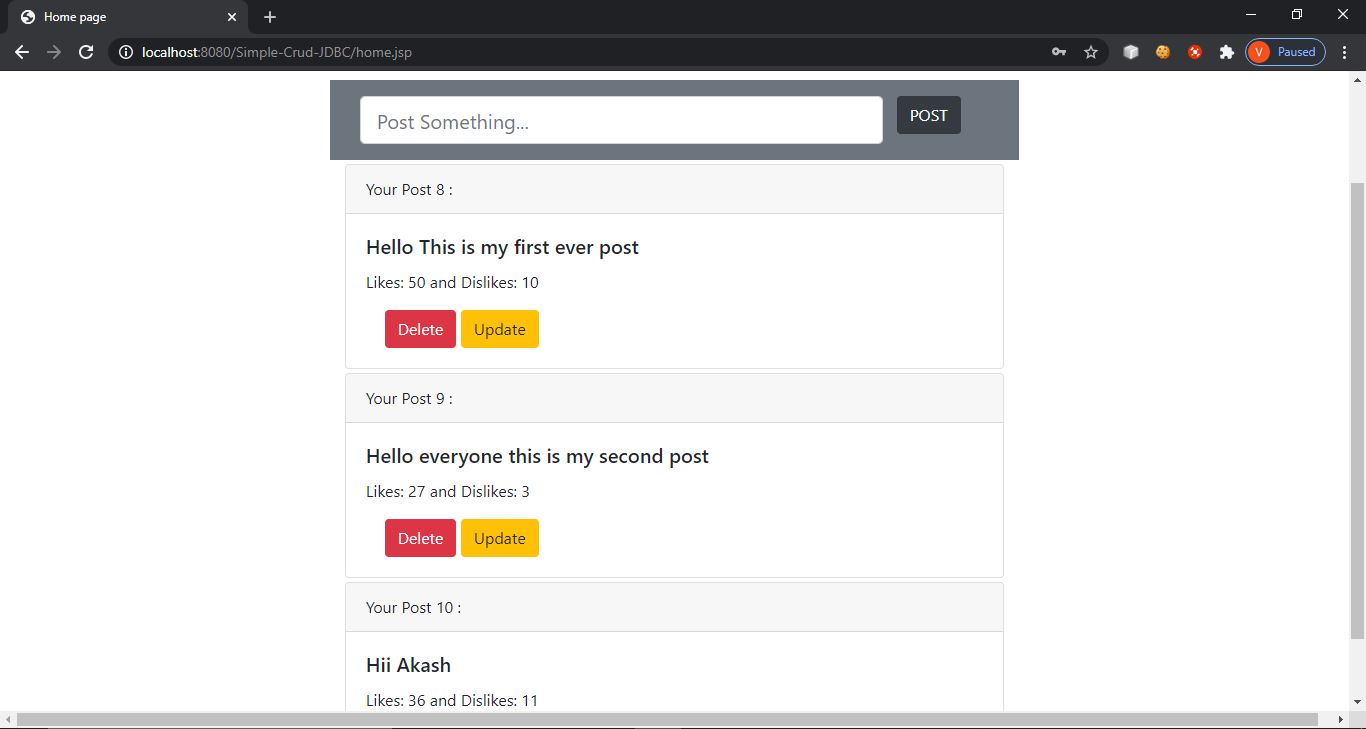 Home page
localhost:8080/Simple-Crud-JDBC/home.jsp
V Paused
Post Something...
POST
Your Post 8 :
Hello This is my first ever post
Likes: 50 and Dislikes: 10
Delete Update
Your Post 9 :
Hello everyone this is my second post
Likes: 27 and Dislikes: 3
Delete Update
Your Post 10 :
Hii Akash
Likes: 36 and Dislikes: 11